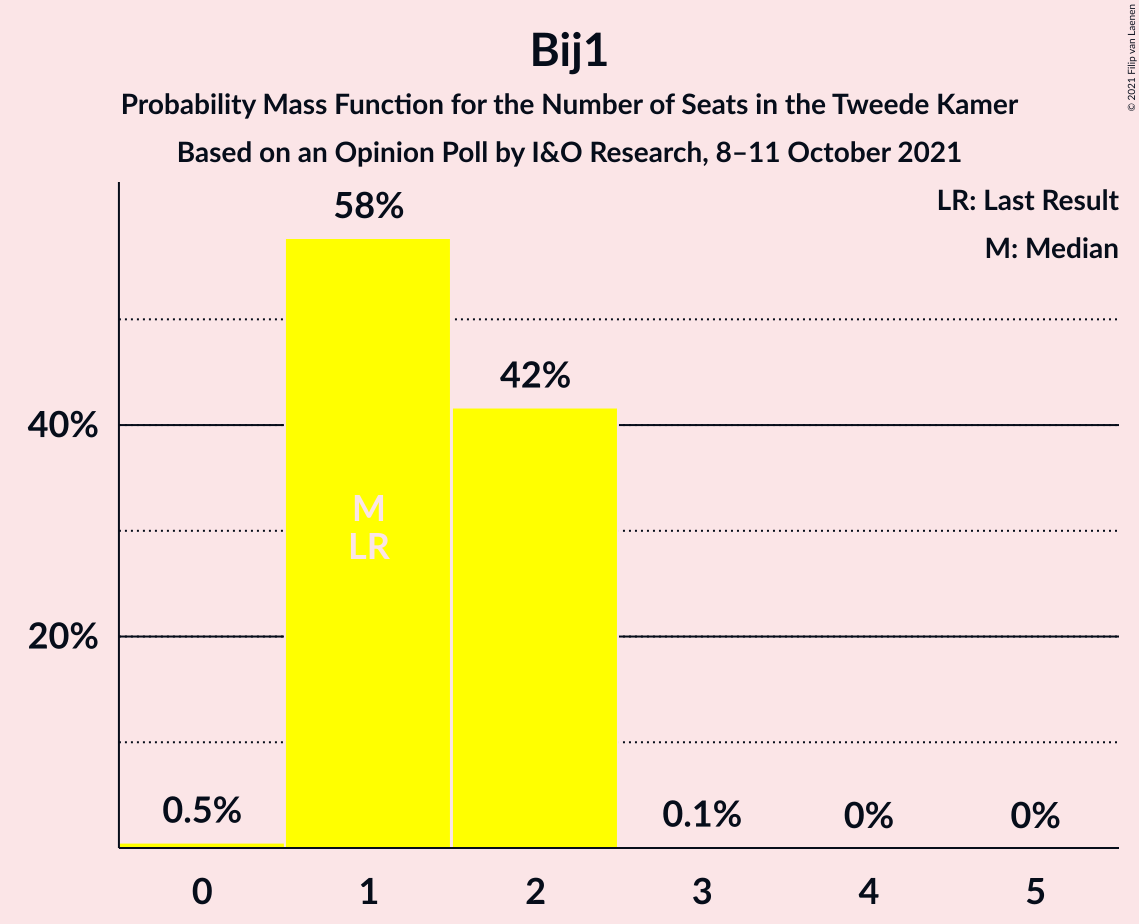 Bij1
Probability Mass Function for the Number of Seats in the Tweede Kamer
Based on an Opinion Poll by I&O Research, 8–11 October 2021
© 2021 Filip van Laenen
LR: Last Result
M: Median
58%
42%
40%
M
LR
20%
0.5%
0.1%
0%
0%
0
1
2
3
4
5